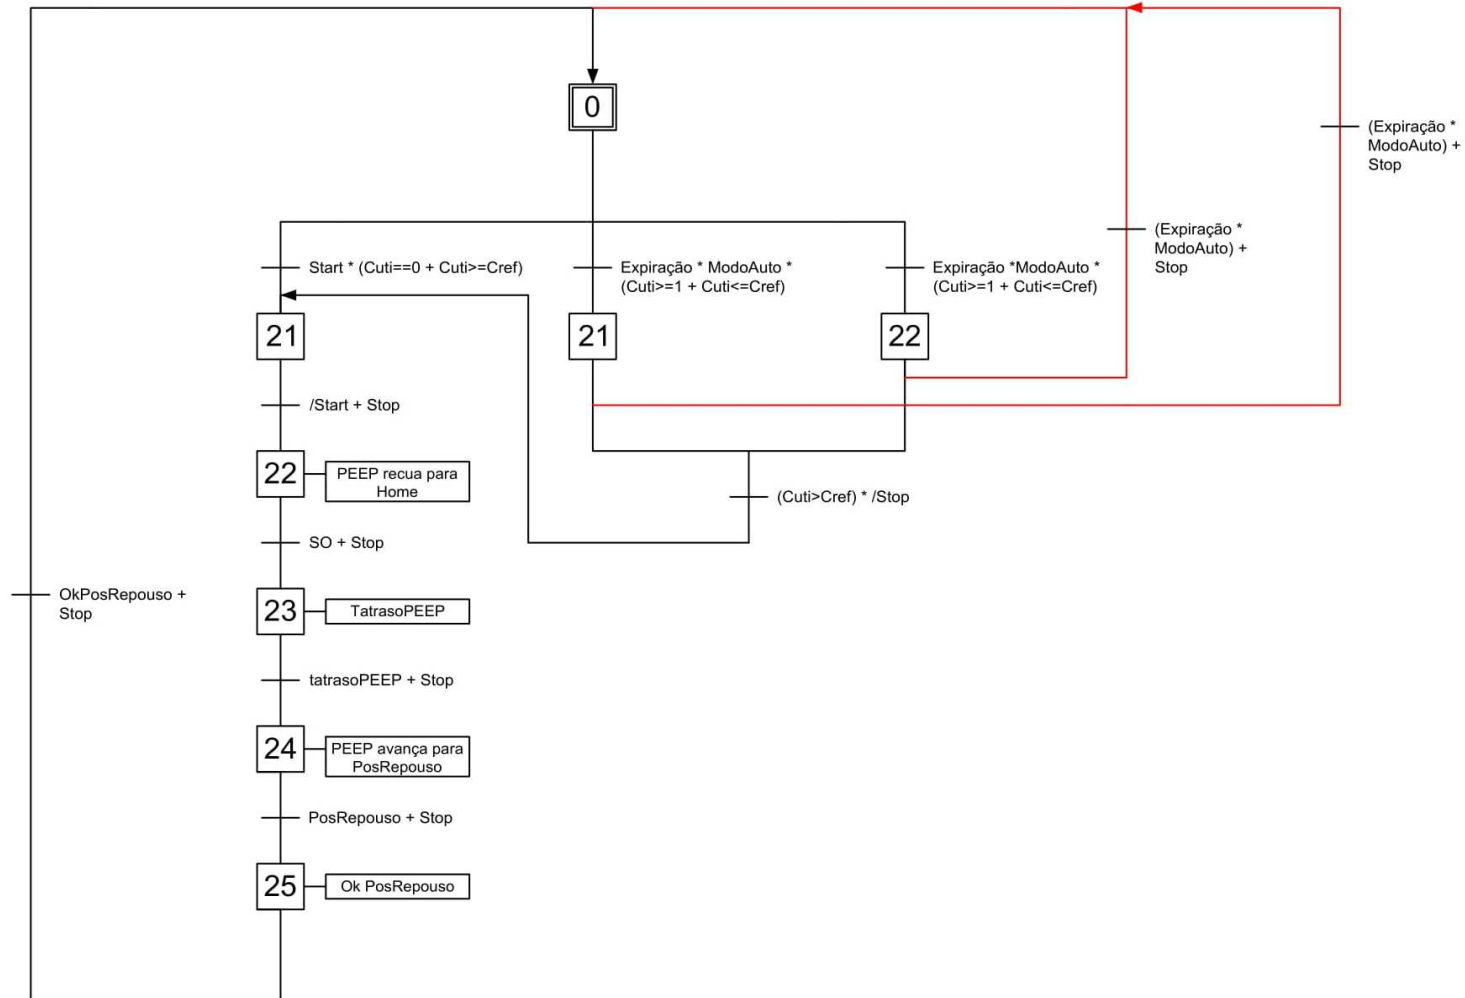 0
(Expiração *
ModoAuto) +
Stop
(Expiração *
ModoAuto) +
Stop
Start * (Cuti==0 + Cuti>=Cref)
Expiração * ModoAuto *
(Cuti>=1 + Cuti<=Cref)
Expiração *ModoAuto *
(Cuti>=1 + Cuti<=Cref)
21
21
22
/Start + Stop
22
PEEP recua para
Home
(Cuti>Cref) * /Stop
SO + Stop
OkPosRepouso +
Stop
23
TatrasoPEEP
tatrasoPEEP + Stop
24
PEEP avança para
PosRepouso
PosRepouso + Stop
25
Ok PosRepouso